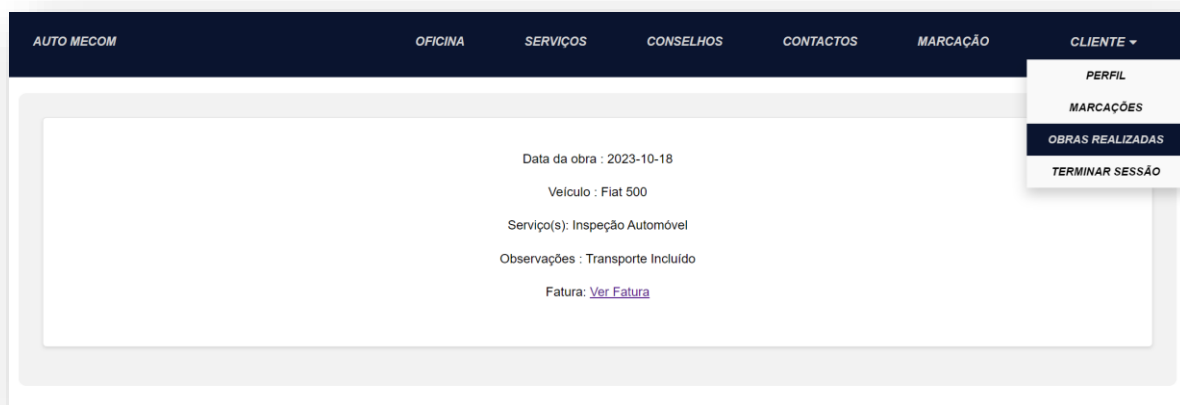 AUTO MECOM OFICINA SERVIÇOS CONSELHOS CONTACTOS MARCAÇÃO CLIENTE
PERFIL
MARCAÇÕES
OBRAS REALIZADAS
TERMINAR SESSÃO
Data da obra : 2023-10-18
Veículo : Fiat 500
Serviço(s): Inspeção Automóvel
Observações : Transporte Incluído
Fatura: Ver Fatura